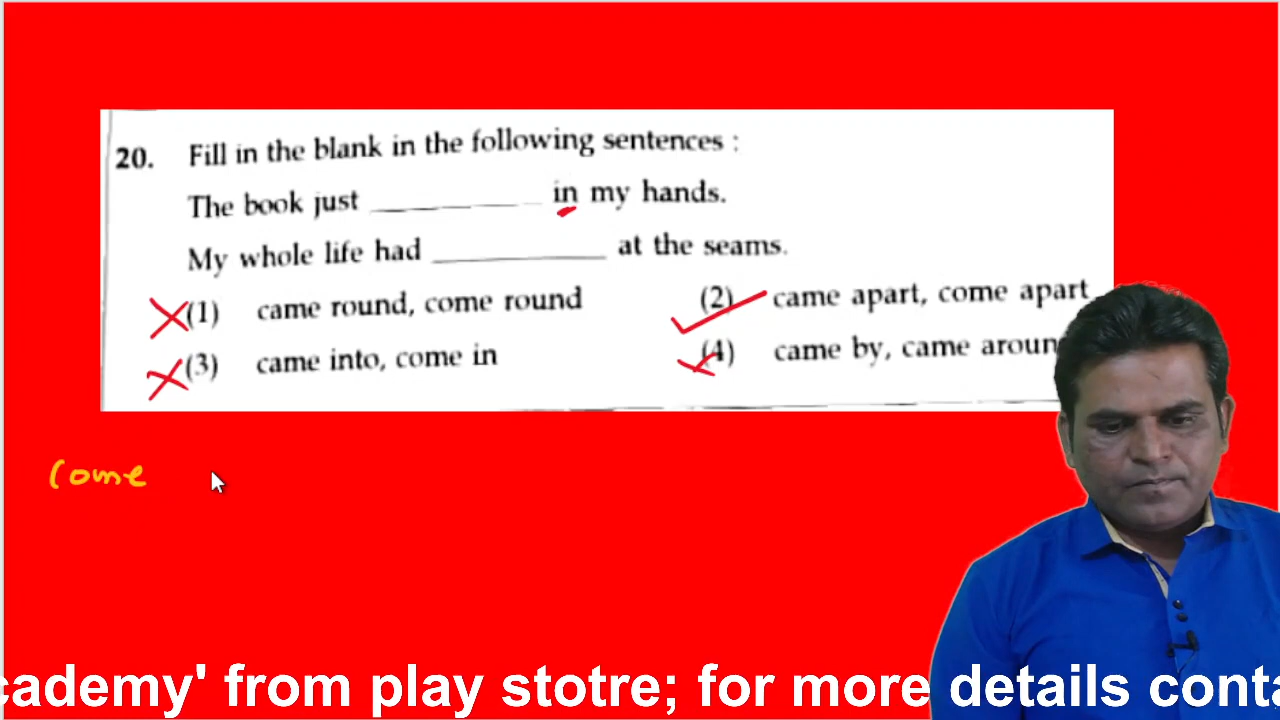 20. Fill in the blank in the following sentences :
The book just __________ in my hands.
My whole life had __________ at the seams.
(1) came round, come round (2) came apart, come apart
(3) came into, come in (4) came by, came aroun
come
cademy' from play stotre; for more details conta